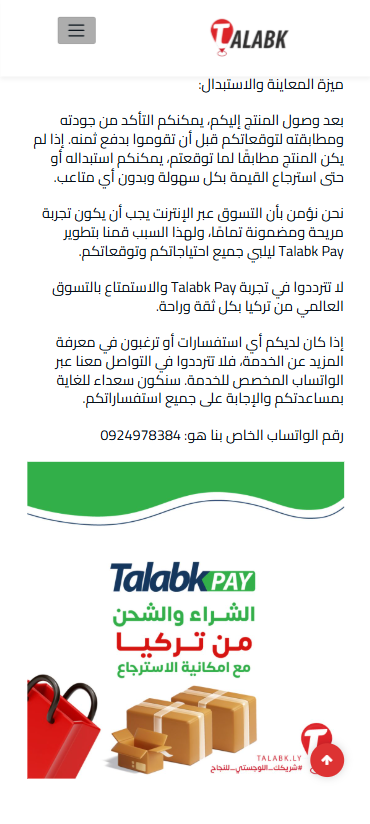 TALABK
ميزة المعاينة والاستبدال:
بعد وصول المنتج إليكم، يمكنكم التأكد من جودته
ومطابقته لتوقعاتكم قبل أن تقوموا بدفع ثمنه. إذا لم
يكن المنتج مطابقًا لما توقعتم، يمكنكم استبداله أو
حتى استرجاع القيمة بكل سهولة وبدون أي متاعب.
نحن نؤمن بأن التسوق عبر الإنترنت يجب أن يكون تجربة
مريحة ومضمونة تمامًا، ولهذا السبب قمنا بتطوير
Talabk Pay ليلبي جميع احتياجاتكم وتوقعاتكم.
لا تترددوا في تجربة Talabk Pay والاستمتاع بالتسوق
العالمي من تركيا بكل ثقة وراحة.
إذا كان لديكم أي استفسارات أو ترغبون في معرفة
المزيد عن الخدمة، فلا تترددوا في التواصل معنا عبر
الواتساب المخصص للخدمة. سنكون سعداء للغاية
بمساعدتكم والإجابة على جميع استفساراتكم.
رقم الواتساب الخاص بنا هو: 0924978384
Talabk PAY
الشراء والشحن
من تركيا
مع امكانية الاسترجاع
TALABK.LY
#شريكك...اللوجستي...للنجاح